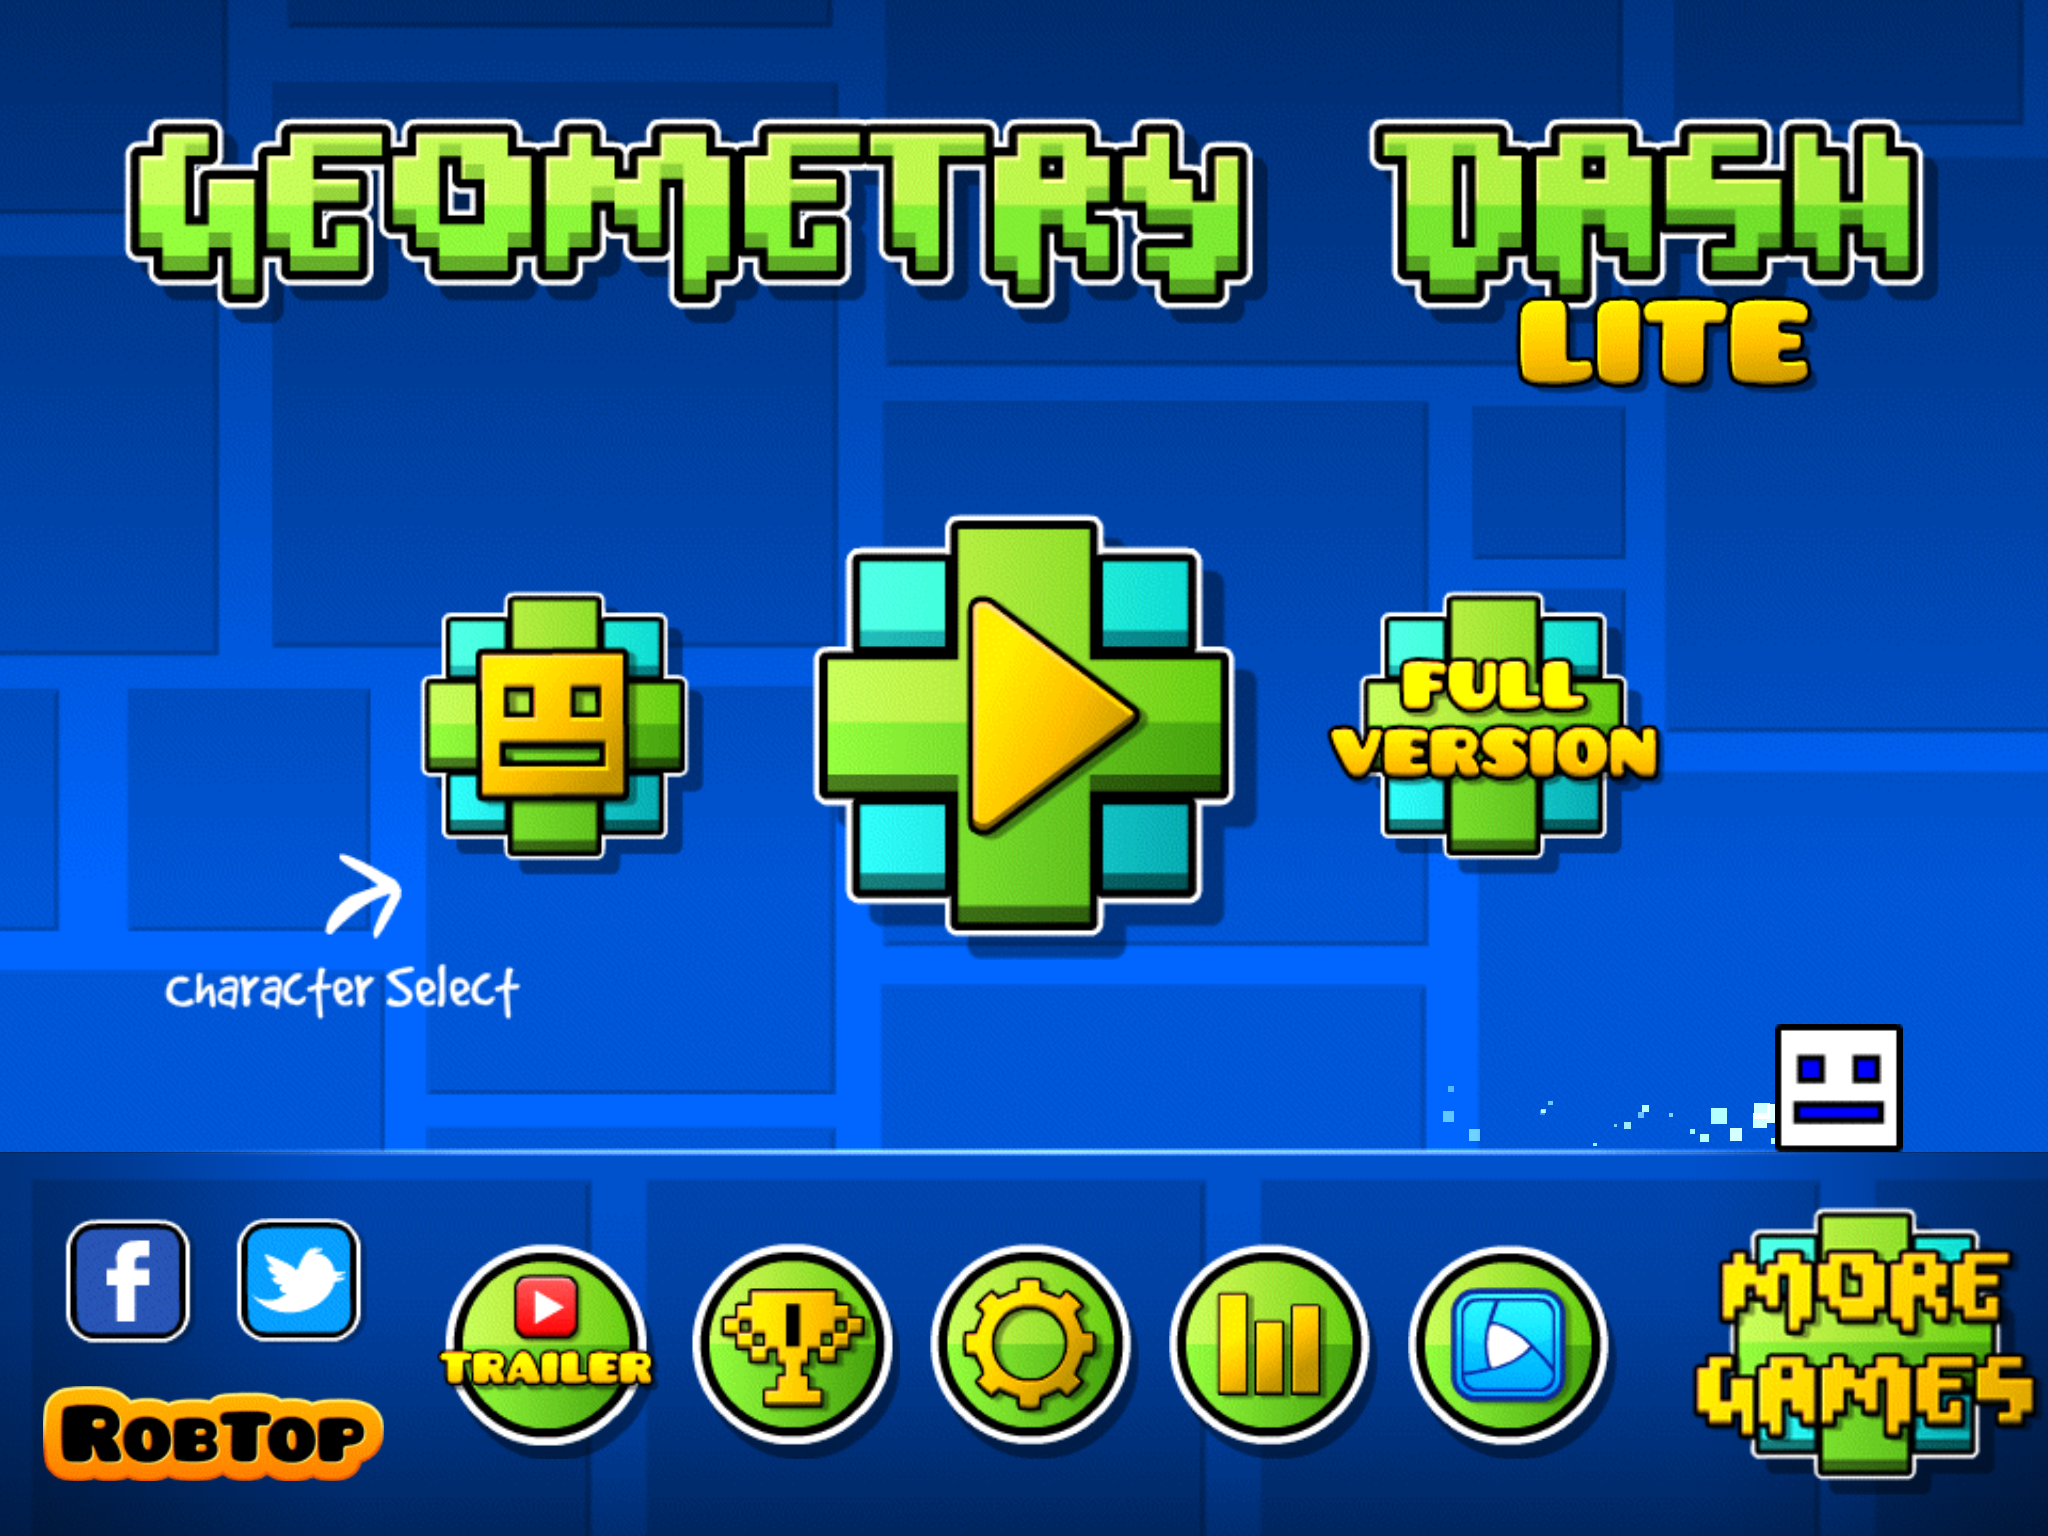 GEOMETRY DASH
LITE
FULL
VERSION
Character Select
TRAILER
MORE
GAMES
RobTop